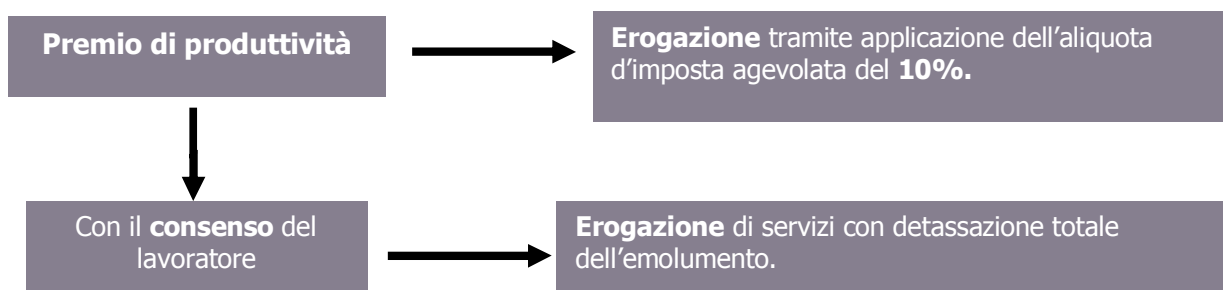 Premio di produttività
Erogazione tramite applicazione dell’aliquota
d’imposta agevolata del 10%.
Con il consenso del
lavoratore
Erogazione di servizi con detassazione totale
dell’emolumento.